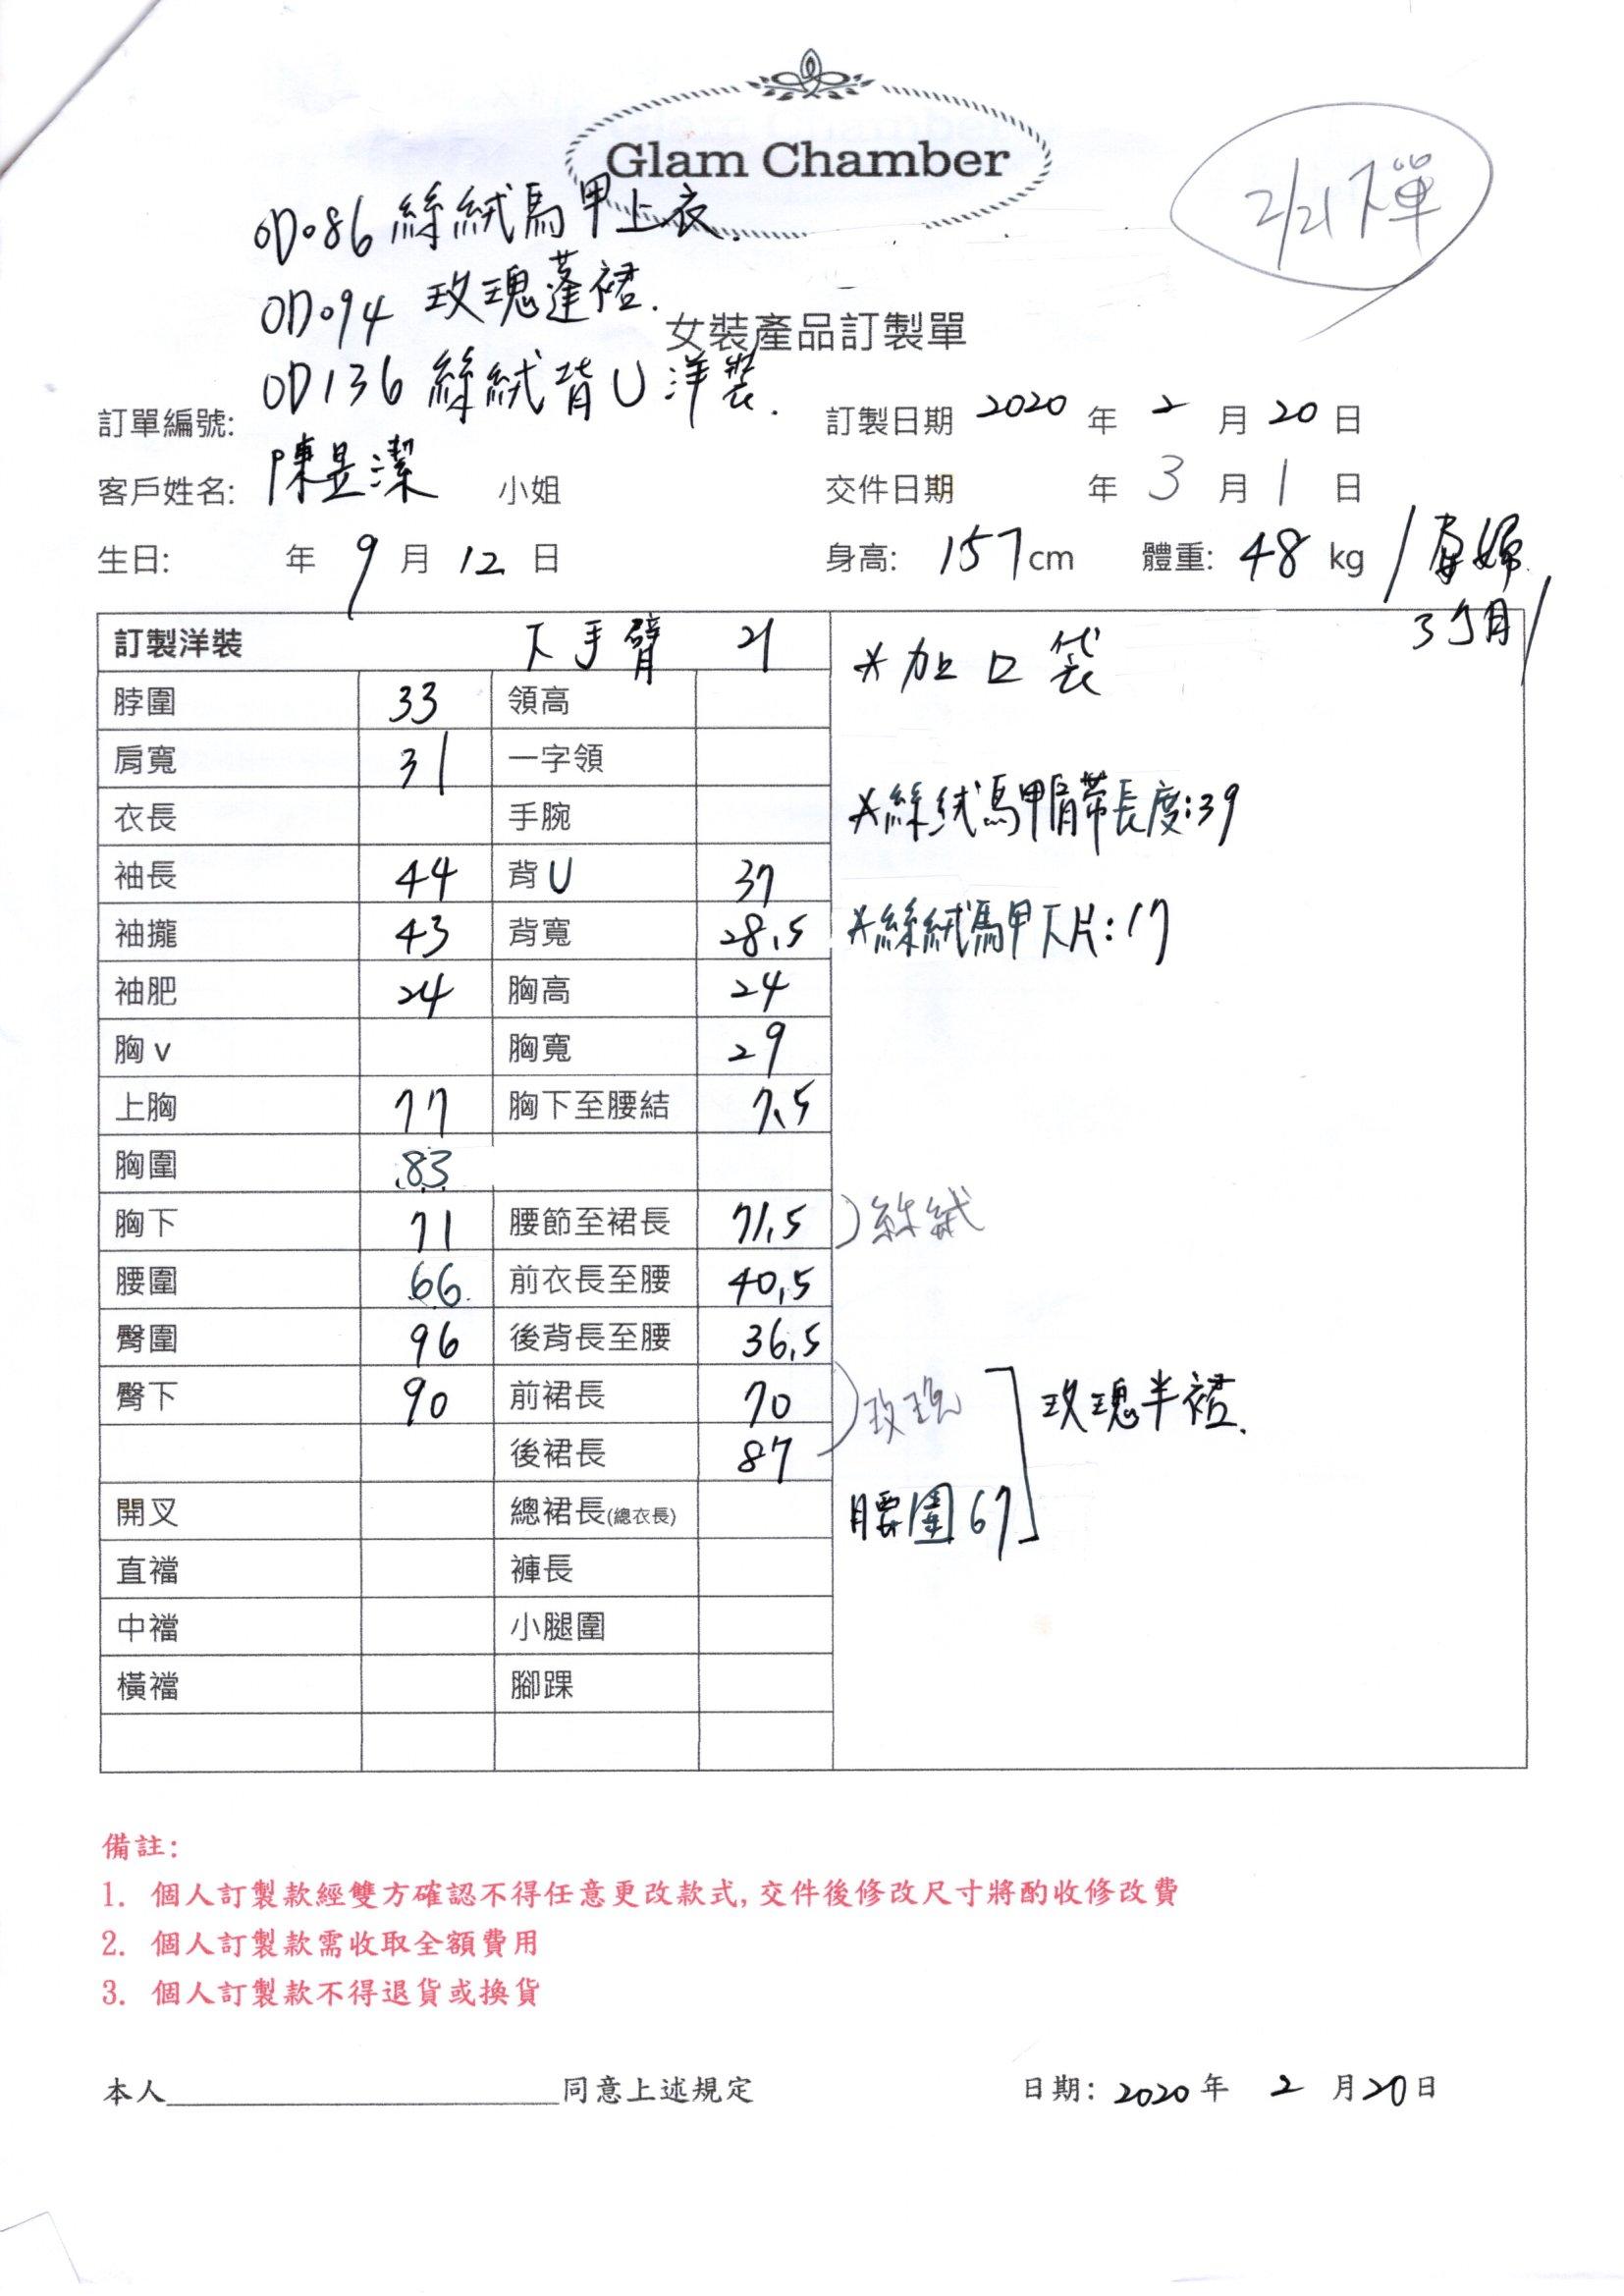 Glam Chamber
2/21下單
OD086 絲絨馬甲上衣.
OD094 玫瑰蓬裙.
女裝產品訂製單
OD136 絲絨背U洋裝.
訂單編號:
訂製日期 2020 年 2 月 20 日
客戶姓名: 陳昱潔 小姐
交件日期 年 3 月 1 日
生日: 年 9 月 12 日
身高: 157 cm 體重: 48 kg /孕婦
3個月/
訂製洋裝 下手臂 21
*加口袋
脖圍 33 領高
肩寬 31 一字領
衣長 手腕
*絲絨馬甲肩帶長度:39
袖長 44 背U 37
袖攏 43 背寬 28.5
*絲絨馬甲下片:17
袖肥 24 胸高 24
胸v 胸寬 29
上胸 77 胸下至腰結 7.5
胸圍 83
胸下 71 腰節至裙長 71.5 )絲絨
腰圍 66 前衣長至腰 40.5
臀圍 96 後背長至腰 36.5
臀下 90 前裙長 70 )玫瑰 ]玫瑰半裙.
後裙長 87
開叉 總裙長(總衣長) 腰圍67
直襠 褲長
中襠 小腿圍
橫襠 腳踝
備註:
1. 個人訂製款經雙方確認不得任意更改款式,交件後修改尺寸將酌收修改費
2. 個人訂製款需收取全額費用
3. 個人訂製款不得退貨或換貨
本人____________________同意上述規定
日期: 2020 年 2 月 20 日